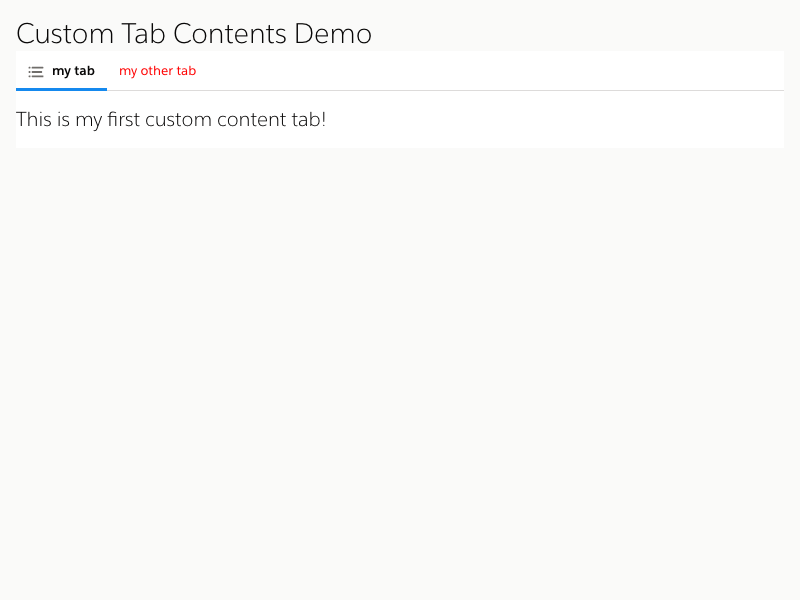 Custom Tab Contents Demo
my tab my other tab
This is my first custom content tab!